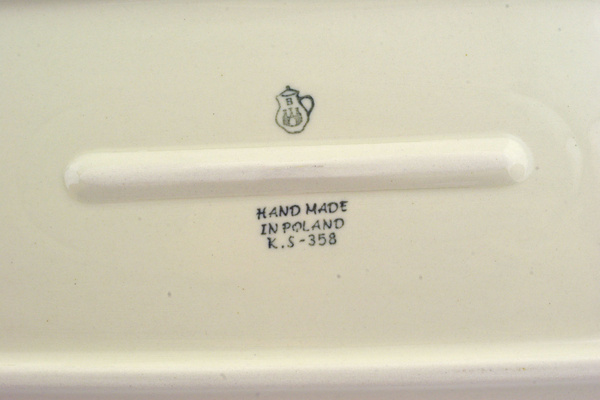 B
HAND MADE
IN POLAND
K.S-358